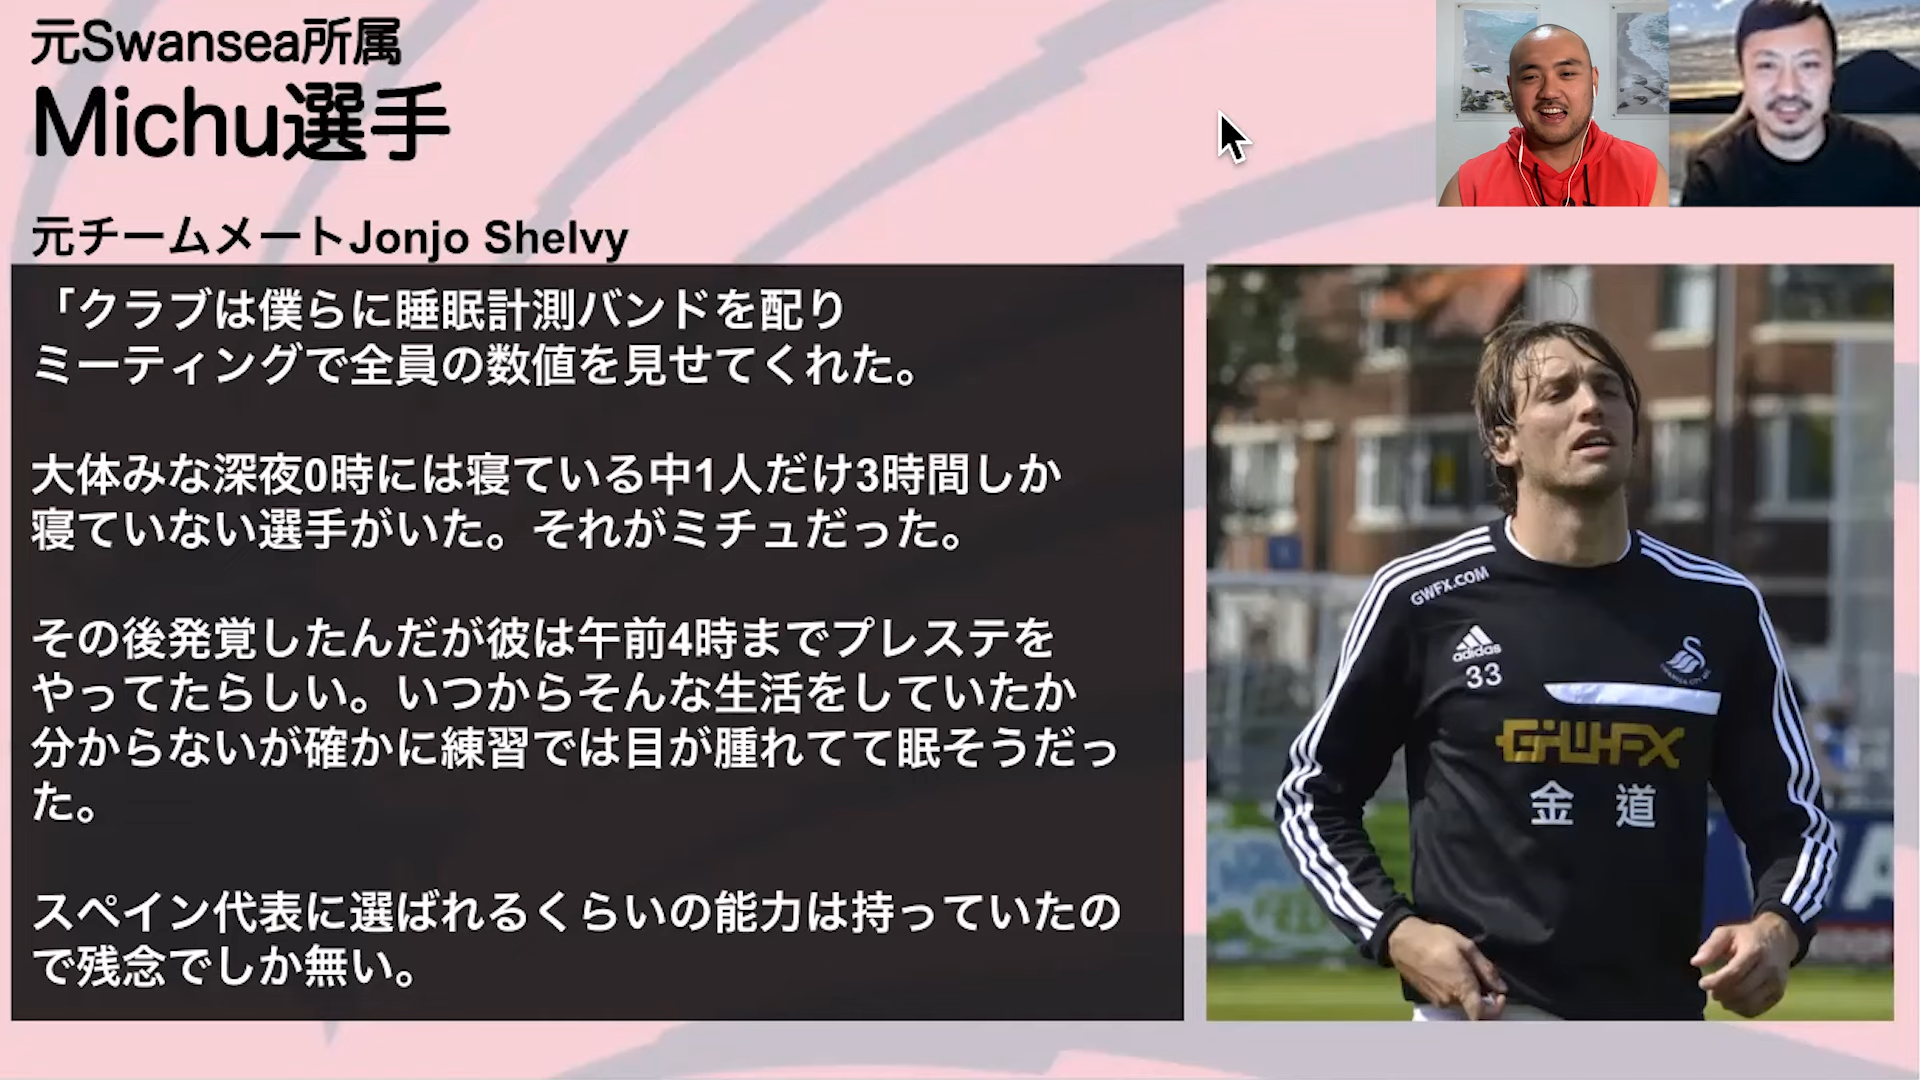 元Swansea所属
Michu選手
元チームメートJonjo Shelvy
「クラブは僕らに睡眠計測バンドを配り
ミーティングで全員の数値を見せてくれた。
大体みな深夜0時には寝ている中1人だけ3時間しか
寝ていない選手がいた。それがミチュだった。
その後発覚したんだが彼は午前4時までプレステを
やってたらしい。いつからそんな生活をしていたか
分からないが確かに練習では目が腫れてて眠そうだっ
た。
スペイン代表に選ばれるくらいの能力は持っていたの
で残念でしか無い。
GWFX.COM
adidas
33
GWFX
金道